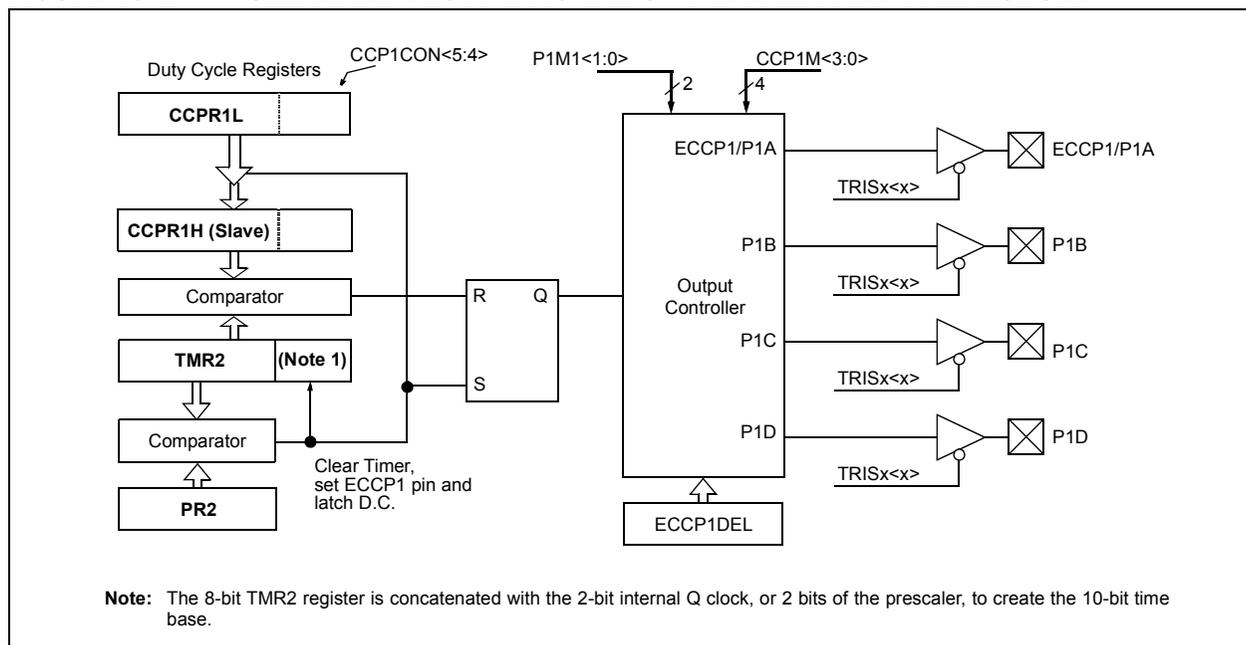 CCP1CON<5:4>
Duty Cycle Registers
CCPR1L
CCPR1H (Slave)
Comparator
TMR2
(Note 1)
Comparator
PR2
Clear Timer,
set ECCP1 pin and
latch D.C.
R
Q
S
P1M1<1:0>
2
CCP1M<3:0>
4
Output
Controller
ECCP1/P1A
P1B
P1C
P1D
ECCP1DEL
TRISx<x>
ECCP1/P1A
TRISx<x>
P1B
TRISx<x>
P1C
TRISx<x>
P1D
Note: The 8-bit TMR2 register is concatenated with the 2-bit internal Q clock, or 2 bits of the prescaler, to create the 10-bit time
base.